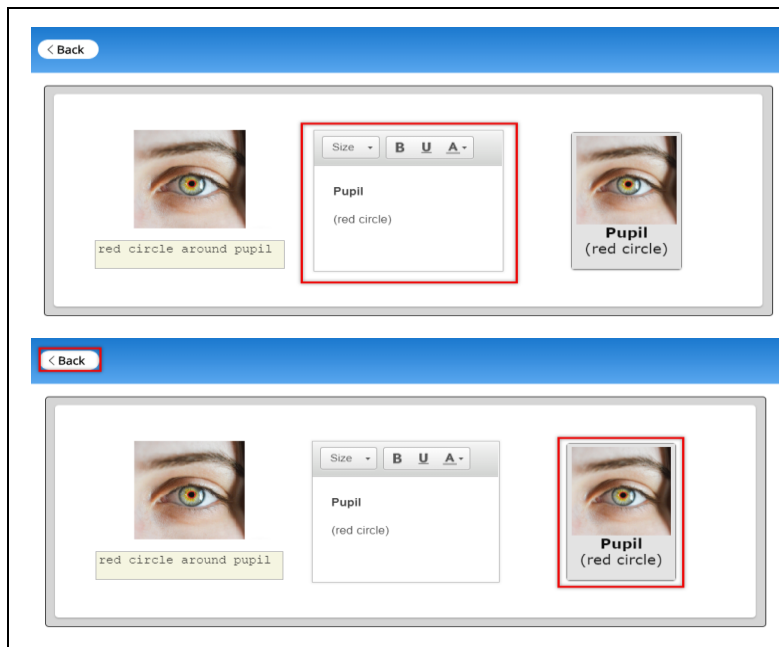 < Back
Size B U A
Pupil
(red circle)
red circle around pupil
Pupil
(red circle)
< Back
Size B U A
Pupil
(red circle)
red circle around pupil
Pupil
(red circle)